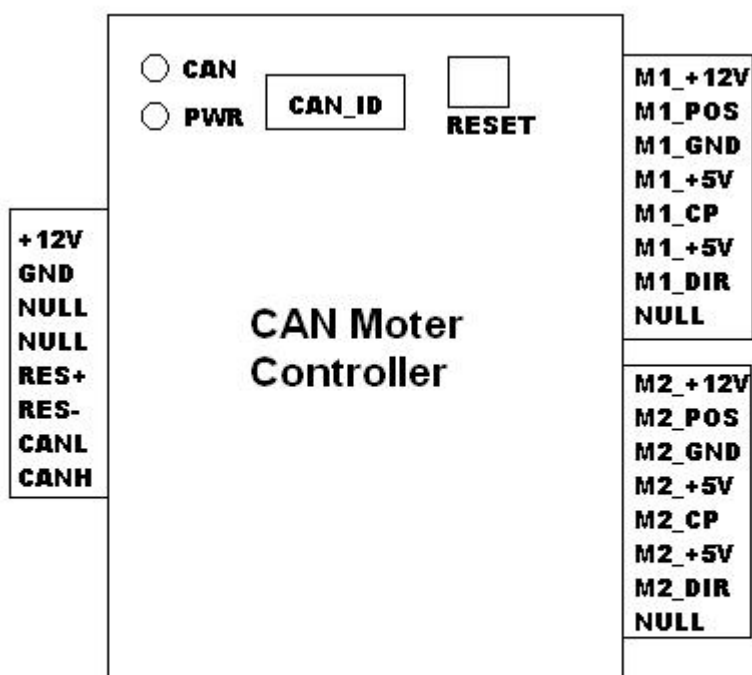 CAN
PWR
CAN_ID
RESET
+12V
GND
NULL
NULL
RES+
RES-
CANL
CANH
CAN Moter
Controller
M1_+12V
M1_POS
M1_GND
M1_+5V
M1_CP
M1_+5V
M1_DIR
NULL
M2_+12V
M2_POS
M2_GND
M2_+5V
M2_CP
M2_+5V
M2_DIR
NULL